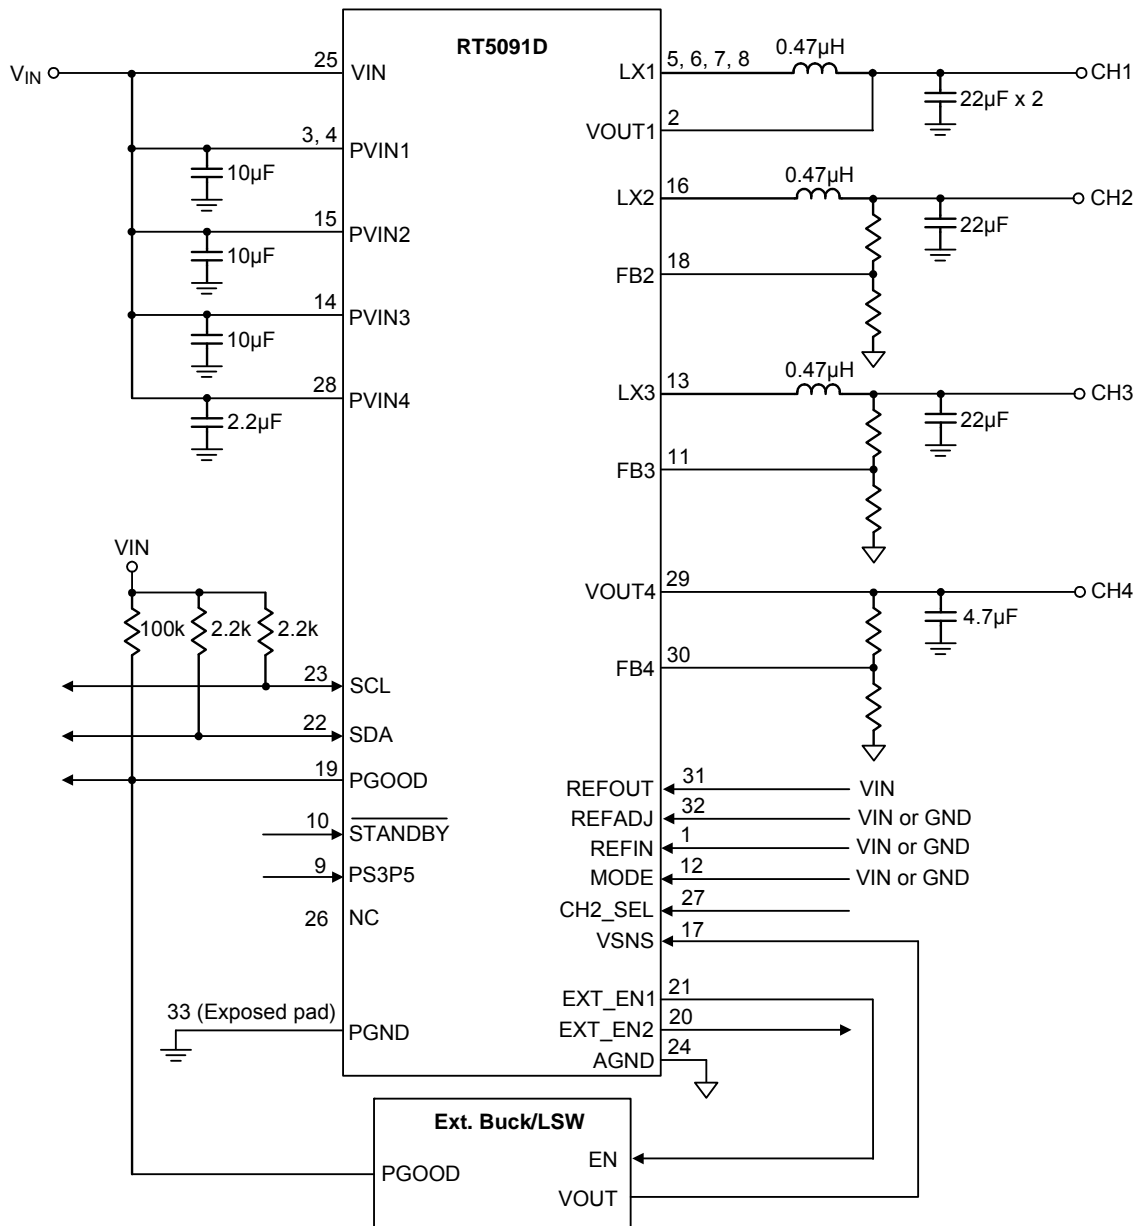 RT5091D
V_IN
25
VIN
3, 4
PVIN1
10µF
15
PVIN2
10µF
14
PVIN3
10µF
28
PVIN4
2.2µF
VIN
100k
2.2k
2.2k
23
SCL
22
SDA
19
PGOOD
10
STANDBY
9
PS3P5
26
NC
33 (Exposed pad)
PGND
LX1
5, 6, 7, 8
0.47µH
CH1
22µF x 2
VOUT1
2
LX2
16
0.47µH
CH2
22µF
FB2
18
LX3
13
0.47µH
CH3
22µF
FB3
11
VOUT4
29
CH4
4.7µF
FB4
30
REFOUT
31
VIN
REFADJ
32
VIN or GND
REFIN
1
VIN or GND
MODE
12
VIN or GND
CH2_SEL
27
VSNS
17
EXT_EN1
21
EXT_EN2
20
AGND
24
Ext. Buck/LSW
PGOOD
EN
VOUT